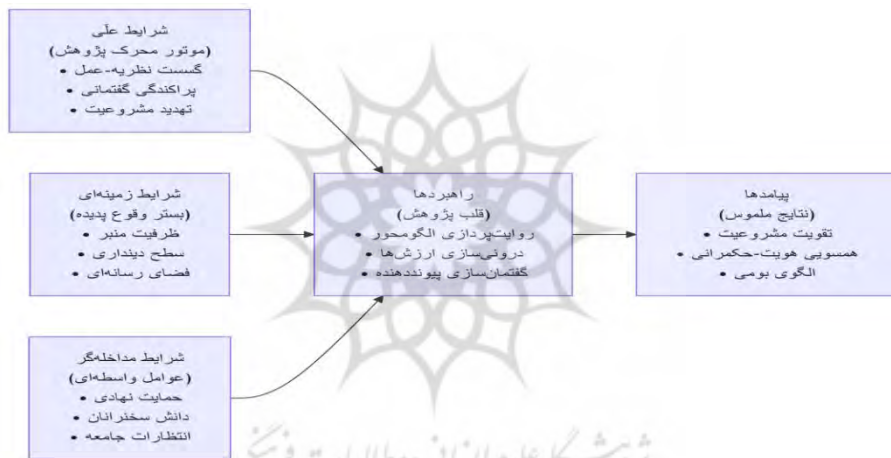 شرایط علّی
(موتور محرک پژوهش)
• گسست نظریه-عمل
• پراکندگی گفتمانی
• تهدید مشروعیت
شرایط زمینه‌ای
(بستر وقوع پدیده)
• ظرفیت منبر
• سطح دینداری
• فضای رسانه‌ای
شرایط مداخله‌گر
(عوامل واسطه‌ای)
• حمایت نهادی
• دانش سخنرانان
• انتظارات جامعه
راهبردها
(قلب پژوهش)
• روایت‌پردازی الگومحور
• درونی‌سازی ارزش‌ها
• گفتمان‌سازی پیونددهنده
پیامدها
(نتایج ملموس)
• تقویت مشروعیت
• همسویی هویت-حکمرانی
• الگوی بومی